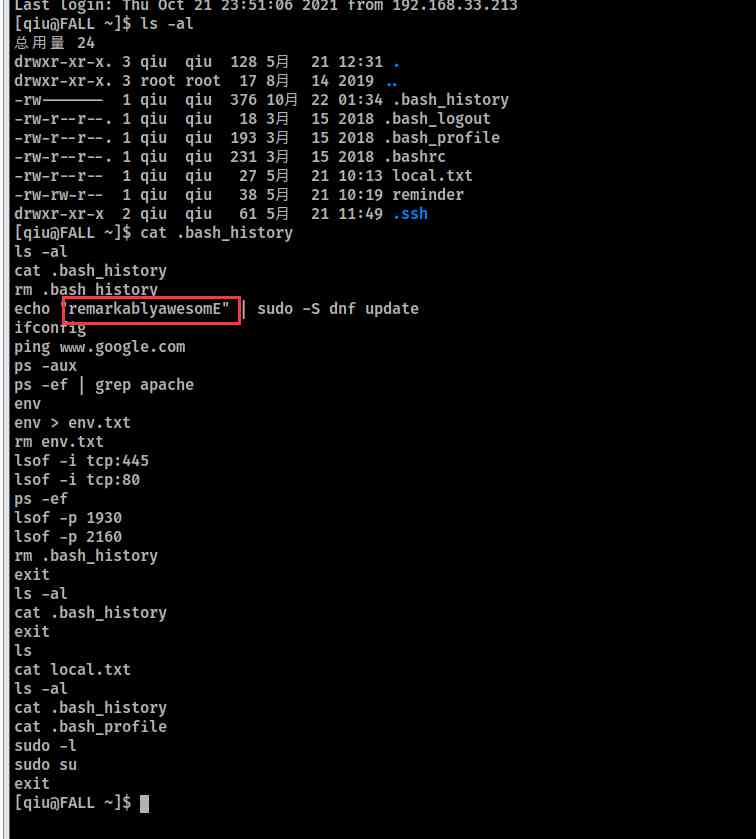 Last login: Thu Oct 21 23:51:06 2021 from 192.168.33.213
[qiu@FALL ~]$ ls -al
总用量 24
drwxr-xr-x. 3 qiu  qiu  128 5月   21 12:31 .
drwxr-xr-x. 3 root root  17 8月   14 2019 ..
-rw-------  1 qiu  qiu  376 10月  22 01:34 .bash_history
-rw-r--r--. 1 qiu  qiu   18 3月   15 2018 .bash_logout
-rw-r--r--. 1 qiu  qiu  193 3月   15 2018 .bash_profile
-rw-r--r--. 1 qiu  qiu  231 3月   15 2018 .bashrc
-rw-r--r--  1 qiu  qiu   27 5月   21 10:13 local.txt
-rw-rw-r--  1 qiu  qiu   38 5月   21 10:19 reminder
drwxr-xr-x  2 qiu  qiu   61 5月   21 11:49 .ssh
[qiu@FALL ~]$ cat .bash_history
ls -al
cat .bash_history
rm .bash_history
echo "remarkablyawesomE" | sudo -S dnf update
ifconfig
ping www.google.com
ps -aux
ps -ef | grep apache
env
env > env.txt
rm env.txt
lsof -i tcp:445
lsof -i tcp:80
ps -ef
lsof -p 1930
lsof -p 2160
rm .bash_history
exit
ls -al
cat .bash_history
exit
ls
cat local.txt
ls -al
cat .bash_history
cat .bash_profile
sudo -l
sudo su
exit
[qiu@FALL ~]$